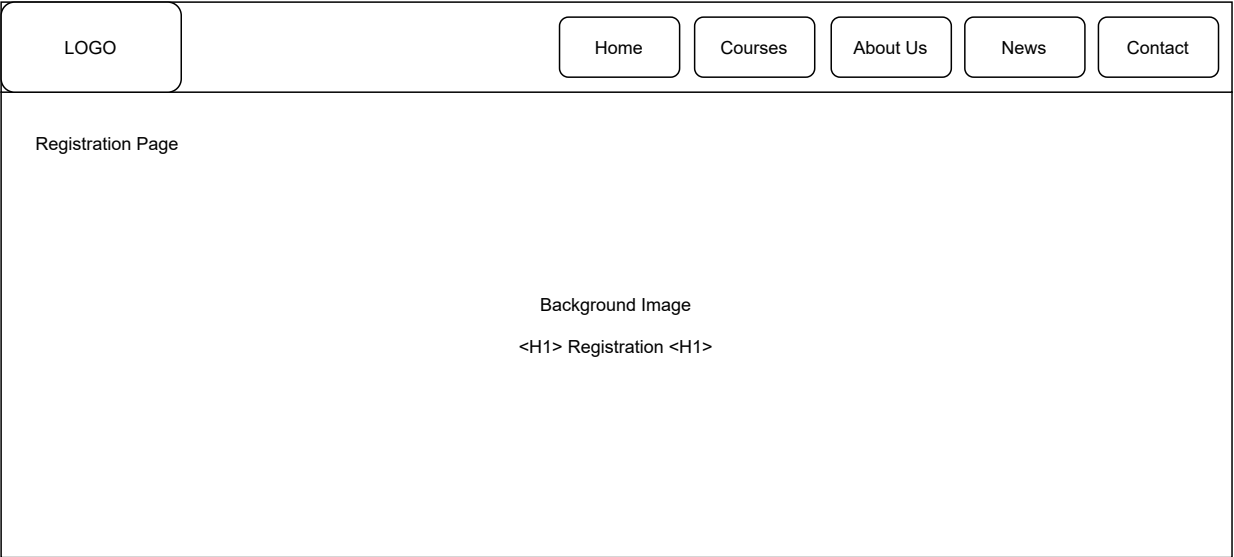 LOGO
Home
Courses
About Us
News
Contact
Registration Page
Background Image
<H1> Registration <H1>